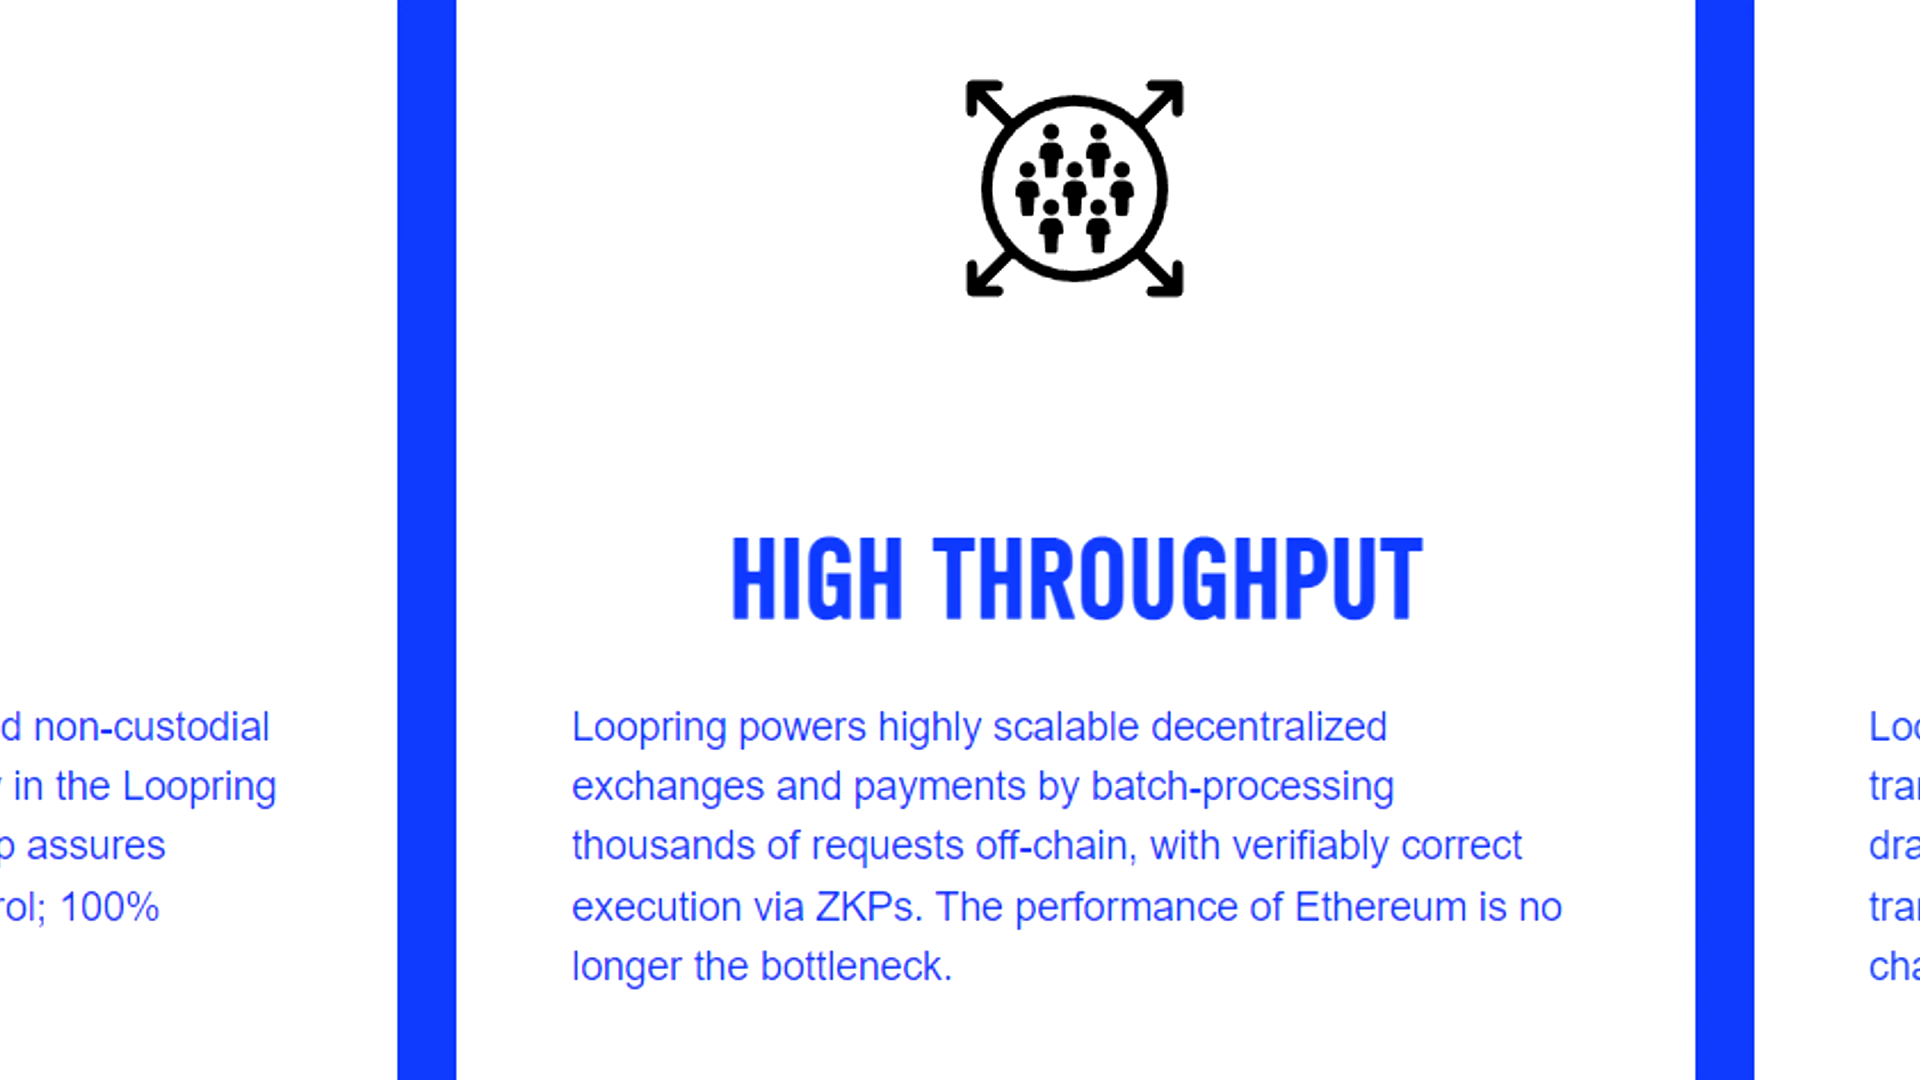 HIGH THROUGHPUT
non-custodial
in the Loopring
assures
100%
Loopring powers highly scalable decentralized
exchanges and payments by batch-processing
thousands of requests off-chain, with verifiably correct
execution via ZKPs. The performance of Ethereum is no
longer the bottleneck.